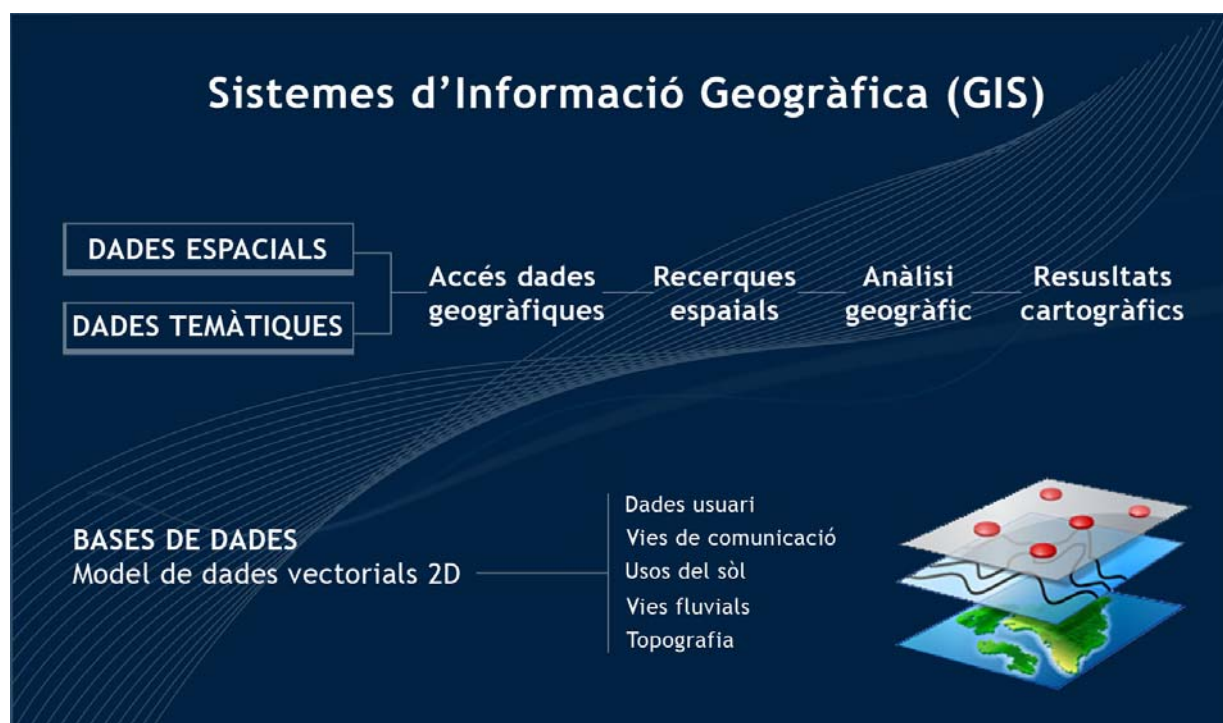 Sistemes d’Informació Geogràfica (GIS)
DADES ESPACIALS
DADES TEMÀTIQUES
Accés dades
geogràfiques
Recerques
espaials
Anàlisi
geogràfic
Resusltats
cartogràfics
BASES DE DADES
Model de dades vectorials 2D
Dades usuari
Vies de comunicació
Usos del sòl
Vies fluvials
Topografia